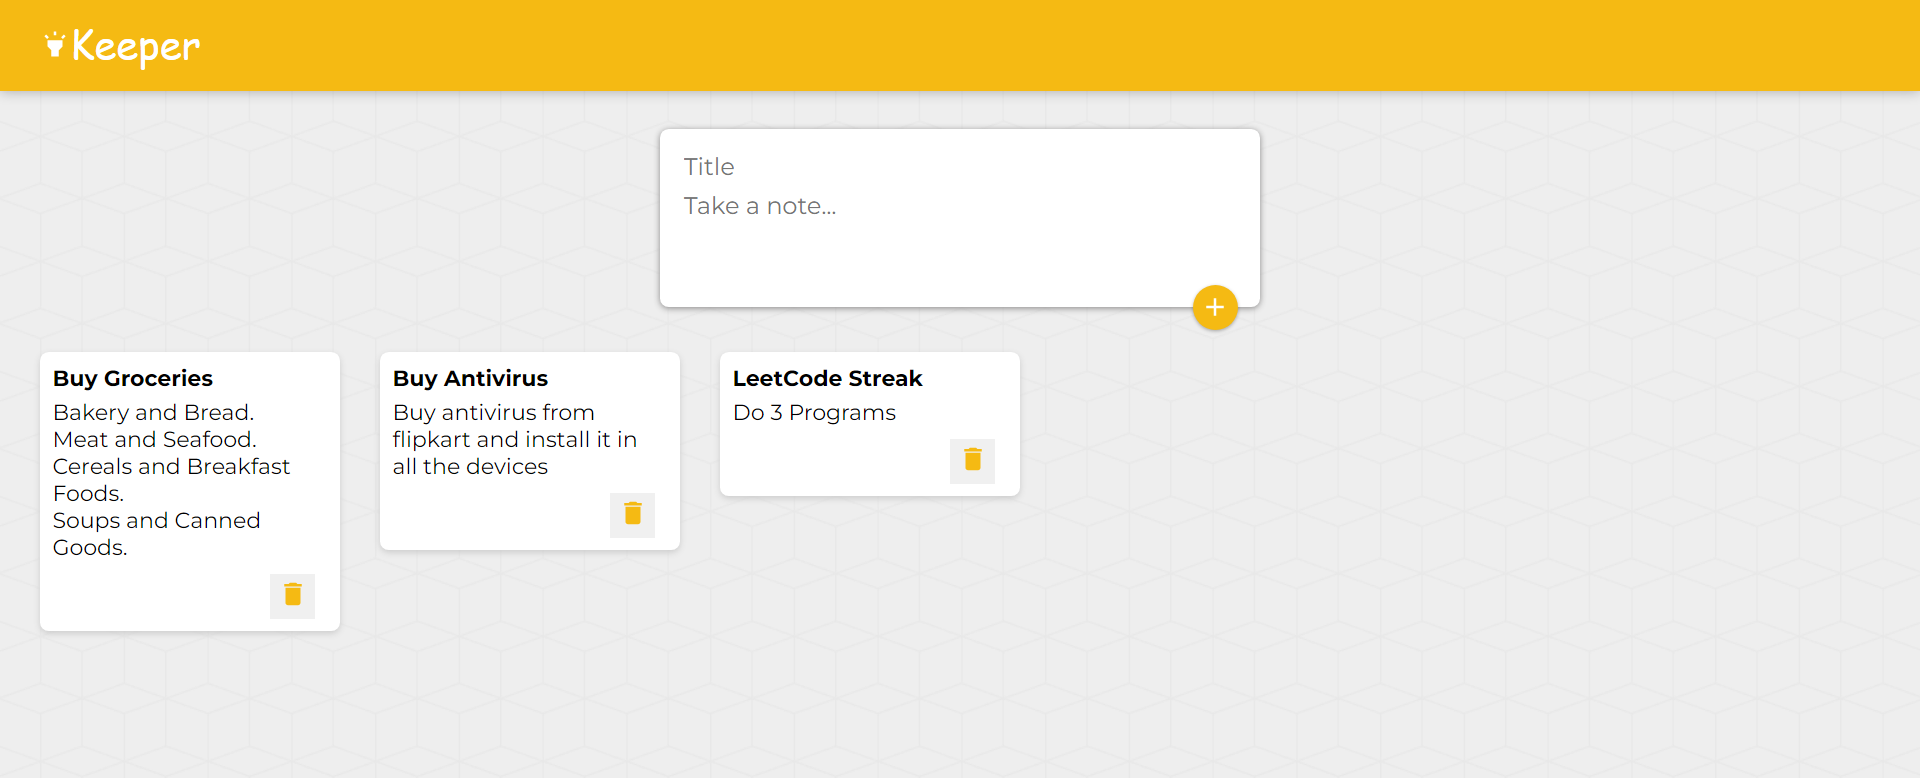 Keeper
Title
Take a note...
Buy Groceries
Bakery and Bread.
Meat and Seafood.
Cereals and Breakfast
Foods.
Soups and Canned
Goods.
Buy Antivirus
Buy antivirus from
flipkart and install it in
all the devices
LeetCode Streak
Do 3 Programs